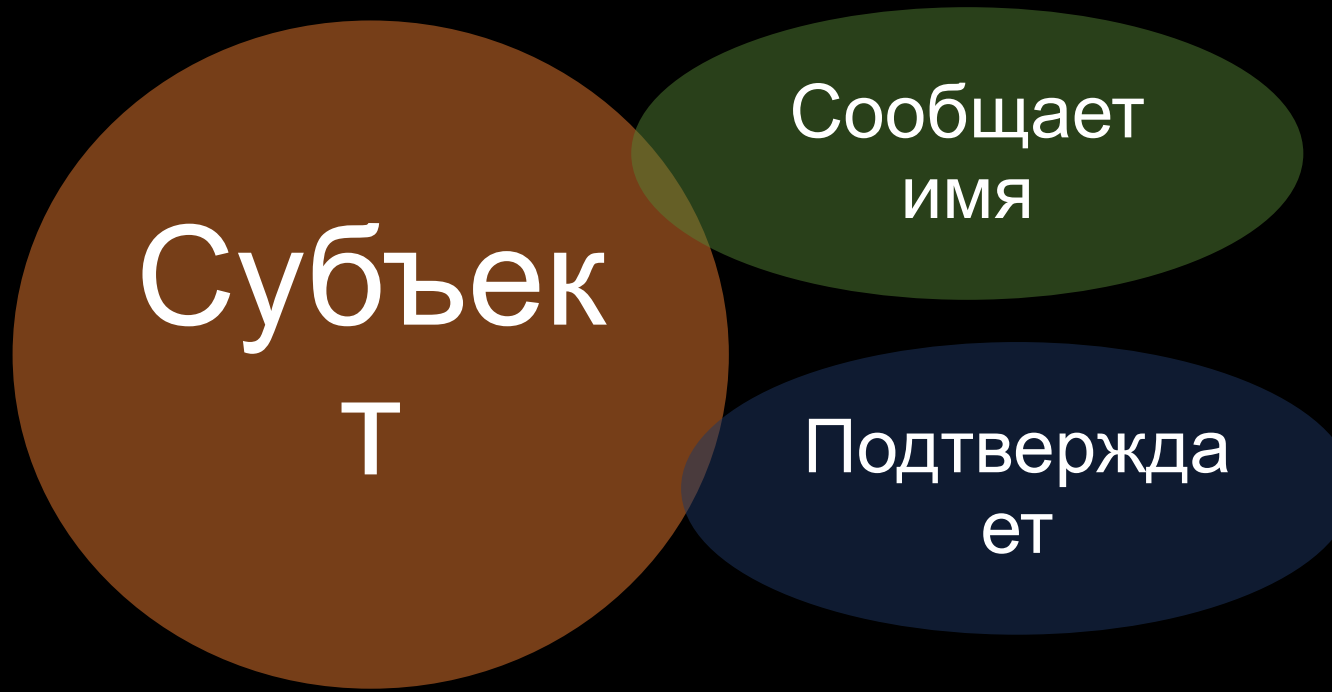 Субъек
т
Сообщает
имя
Подтвержда
ет